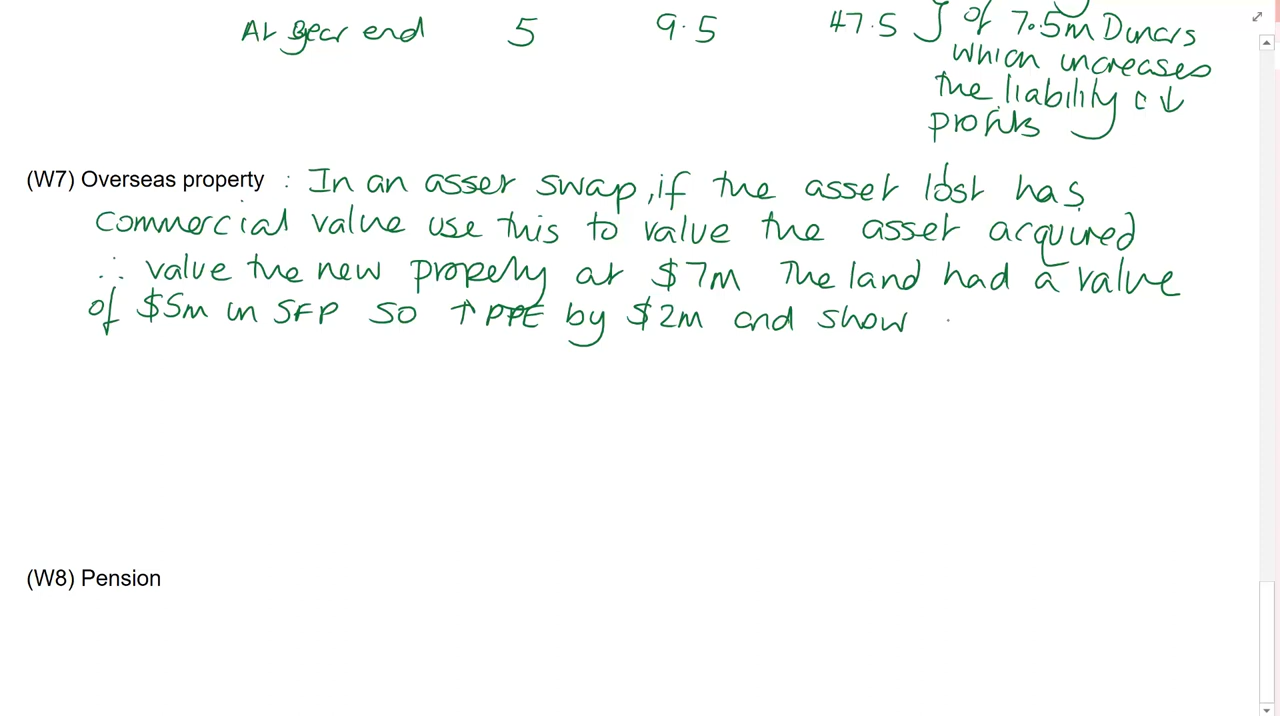 At year end 5 9.5 47.5 } of 7.5m Dinars
which increases
the liability & ↓
profits
(W7) Overseas property : In an asset swap, if the asset lost has
commercial value use this to value the asset acquired
∴ value the new property at $7m The land had a value
of $5m in SFP so ↑ PPE by $2m and show
(W8) Pension